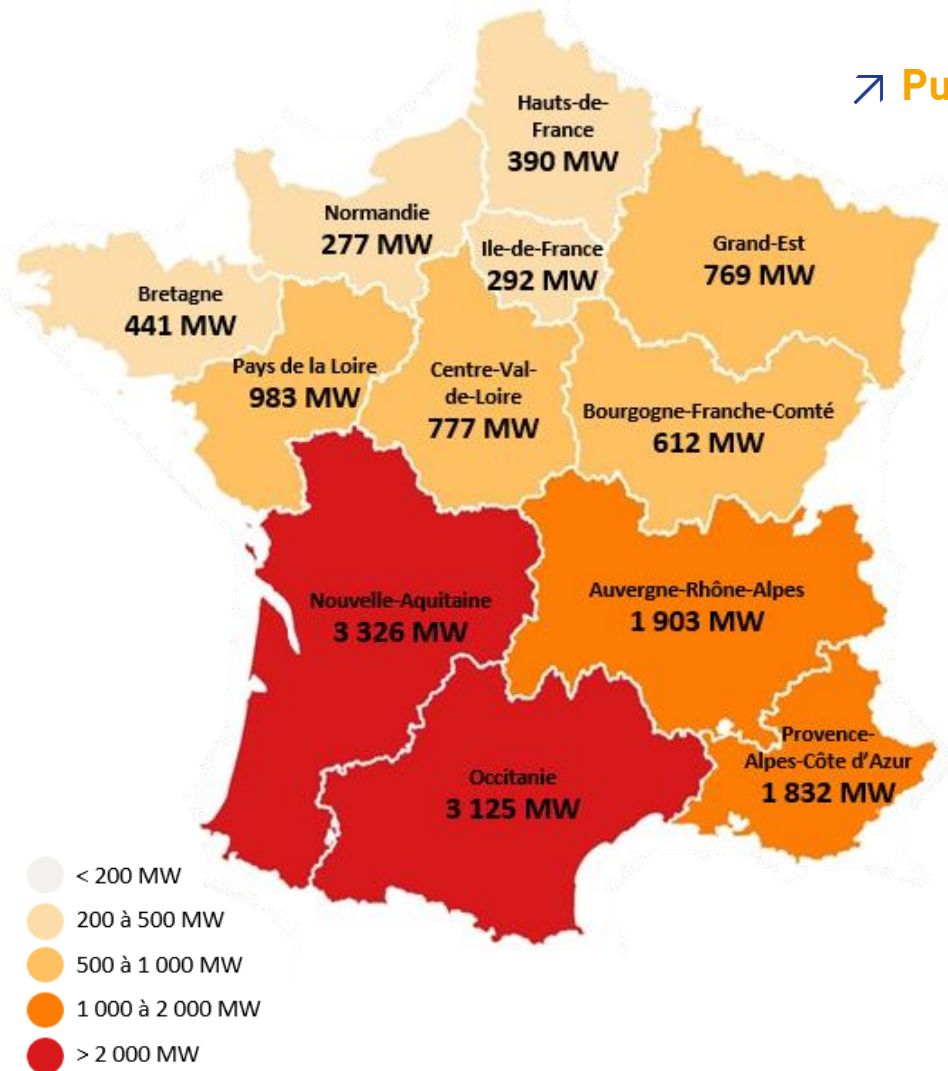 ↗ Pu
Hauts-de-
France
390 MW
Normandie
277 MW
Ile-de-France
292 MW
Grand-Est
769 MW
Bretagne
441 MW
Pays de la Loire
983 MW
Centre-Val-
de-Loire
777 MW
Bourgogne-Franche-Comté
612 MW
Nouvelle-Aquitaine
3 326 MW
Auvergne-Rhône-Alpes
1 903 MW
Provence-
Alpes-Côte d'Azur
1 832 MW
Occitanie
3 125 MW
< 200 MW
200 à 500 MW
500 à 1 000 MW
1 000 à 2 000 MW
> 2 000 MW